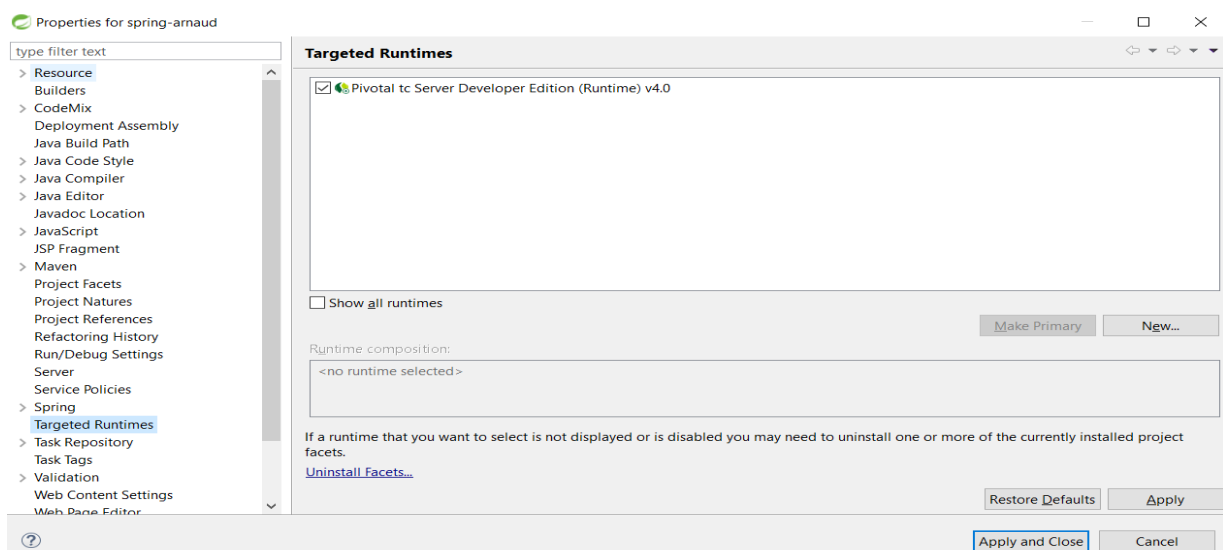 Properties for spring-arnaud
type filter text
Resource
Builders
CodeMix
Deployment Assembly
Java Build Path
Java Code Style
Java Compiler
Java Editor
Javadoc Location
JavaScript
JSP Fragment
Maven
Project Facets
Project Natures
Project References
Refactoring History
Run/Debug Settings
Server
Service Policies
Spring
Targeted Runtimes
Task Repository
Task Tags
Validation
Web Content Settings
Web Page Editor
Targeted Runtimes
Pivotal tc Server Developer Edition (Runtime) v4.0
Show all runtimes
Make Primary
New...
Runtime composition:
<no runtime selected>
If a runtime that you want to select is not displayed or is disabled you may need to uninstall one or more of the currently installed project
facets.
Uninstall Facets...
Restore Defaults
Apply
?
Apply and Close
Cancel